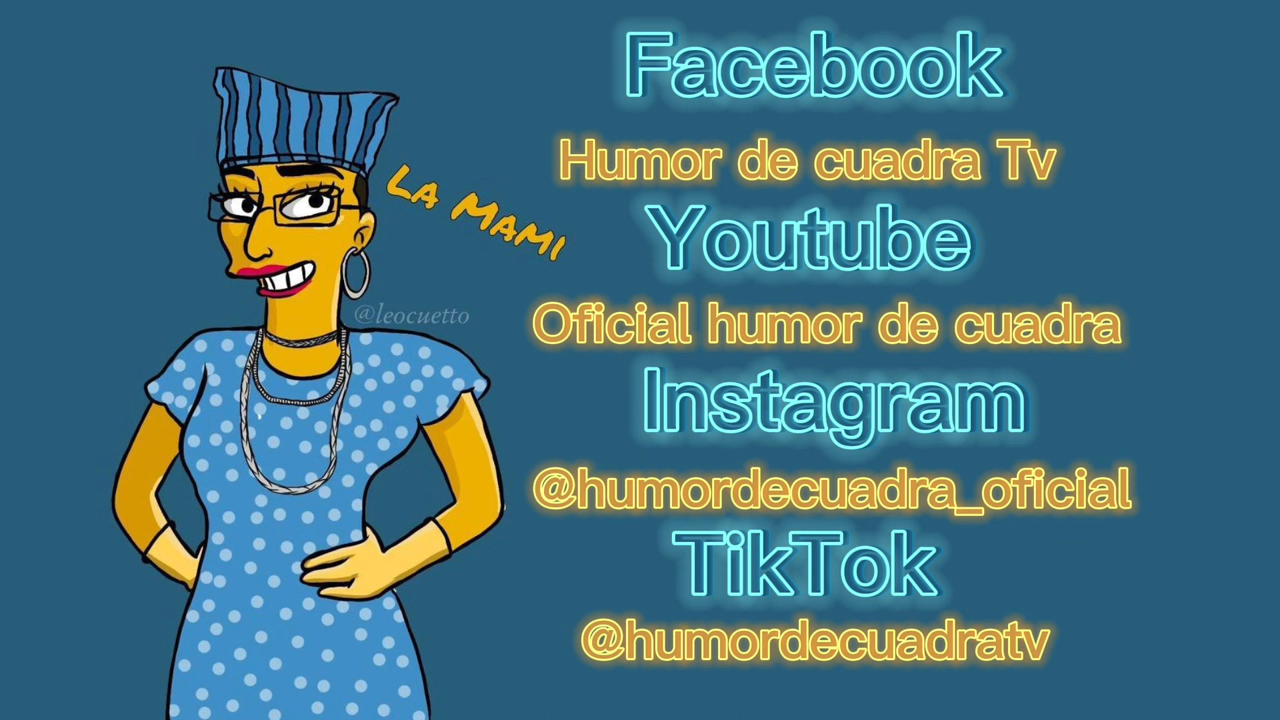 Facebook
Humor de cuadra Tv
LA MAMI
Youtube
@leocuetto
Oficial humor de cuadra
Instagram
@humordecuadra_oficial
TikTok
@humordecuadratv